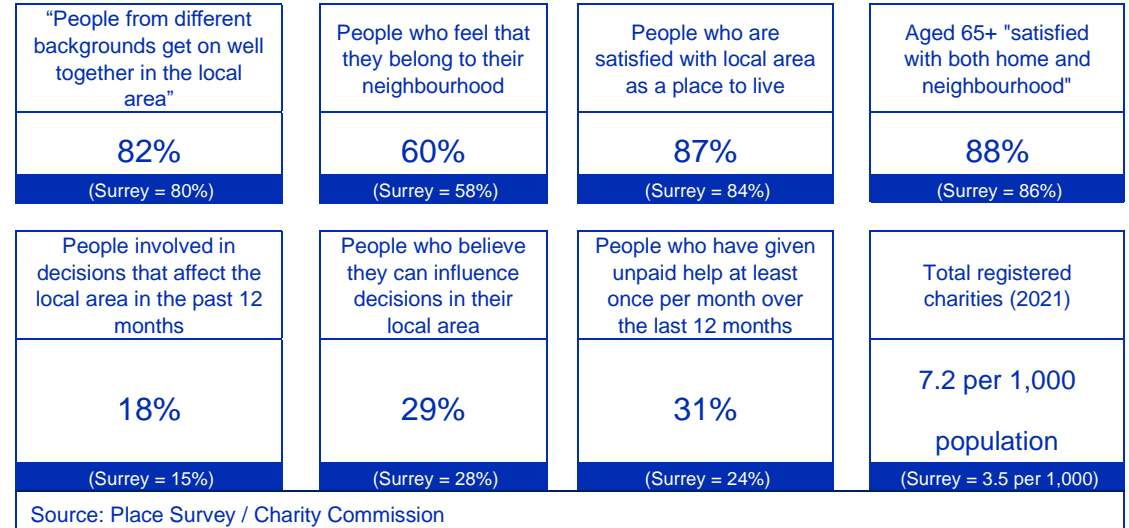 “People from different
backgrounds get on well
together in the local
area”
82%
(Surrey = 80%)
People who feel that
they belong to their
neighbourhood
60%
(Surrey = 58%)
People who are
satisfied with local area
as a place to live
87%
(Surrey = 84%)
Aged 65+ "satisfied
with both home and
neighbourhood"
88%
(Surrey = 86%)
People involved in
decisions that affect the
local area in the past 12
months
18%
(Surrey = 15%)
People who believe
they can influence
decisions in their
local area
29%
(Surrey = 28%)
People who have given
unpaid help at least
once per month over
the last 12 months
31%
(Surrey = 24%)
Total registered
charities (2021)
7.2 per 1,000
population
(Surrey = 3.5 per 1,000)
Source: Place Survey / Charity Commission